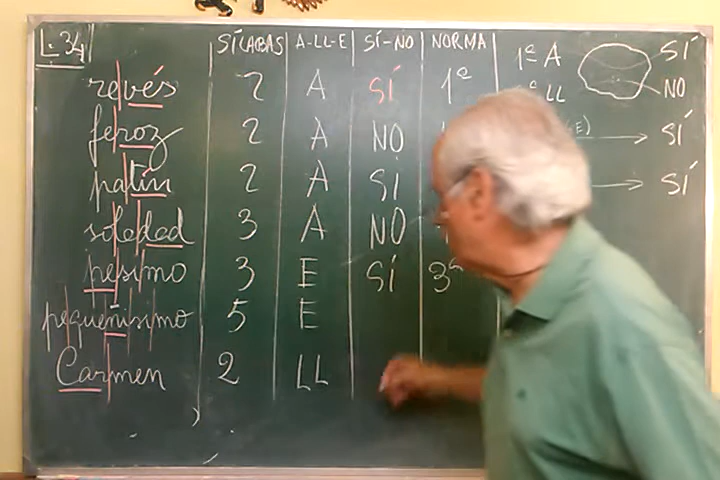 L. 34 SÍLABAS A-LL-E SÍ-NO NORMA 1ª A SÍ
revés 2 A SÍ 1ª LL NO
feroz 2 A NO E) SÍ
patín 2 A SÍ SÍ
soledad 3 A NO
pesimo 3 E SÍ 3ª
pequeñísimo 5 E
Carmen 2 LL